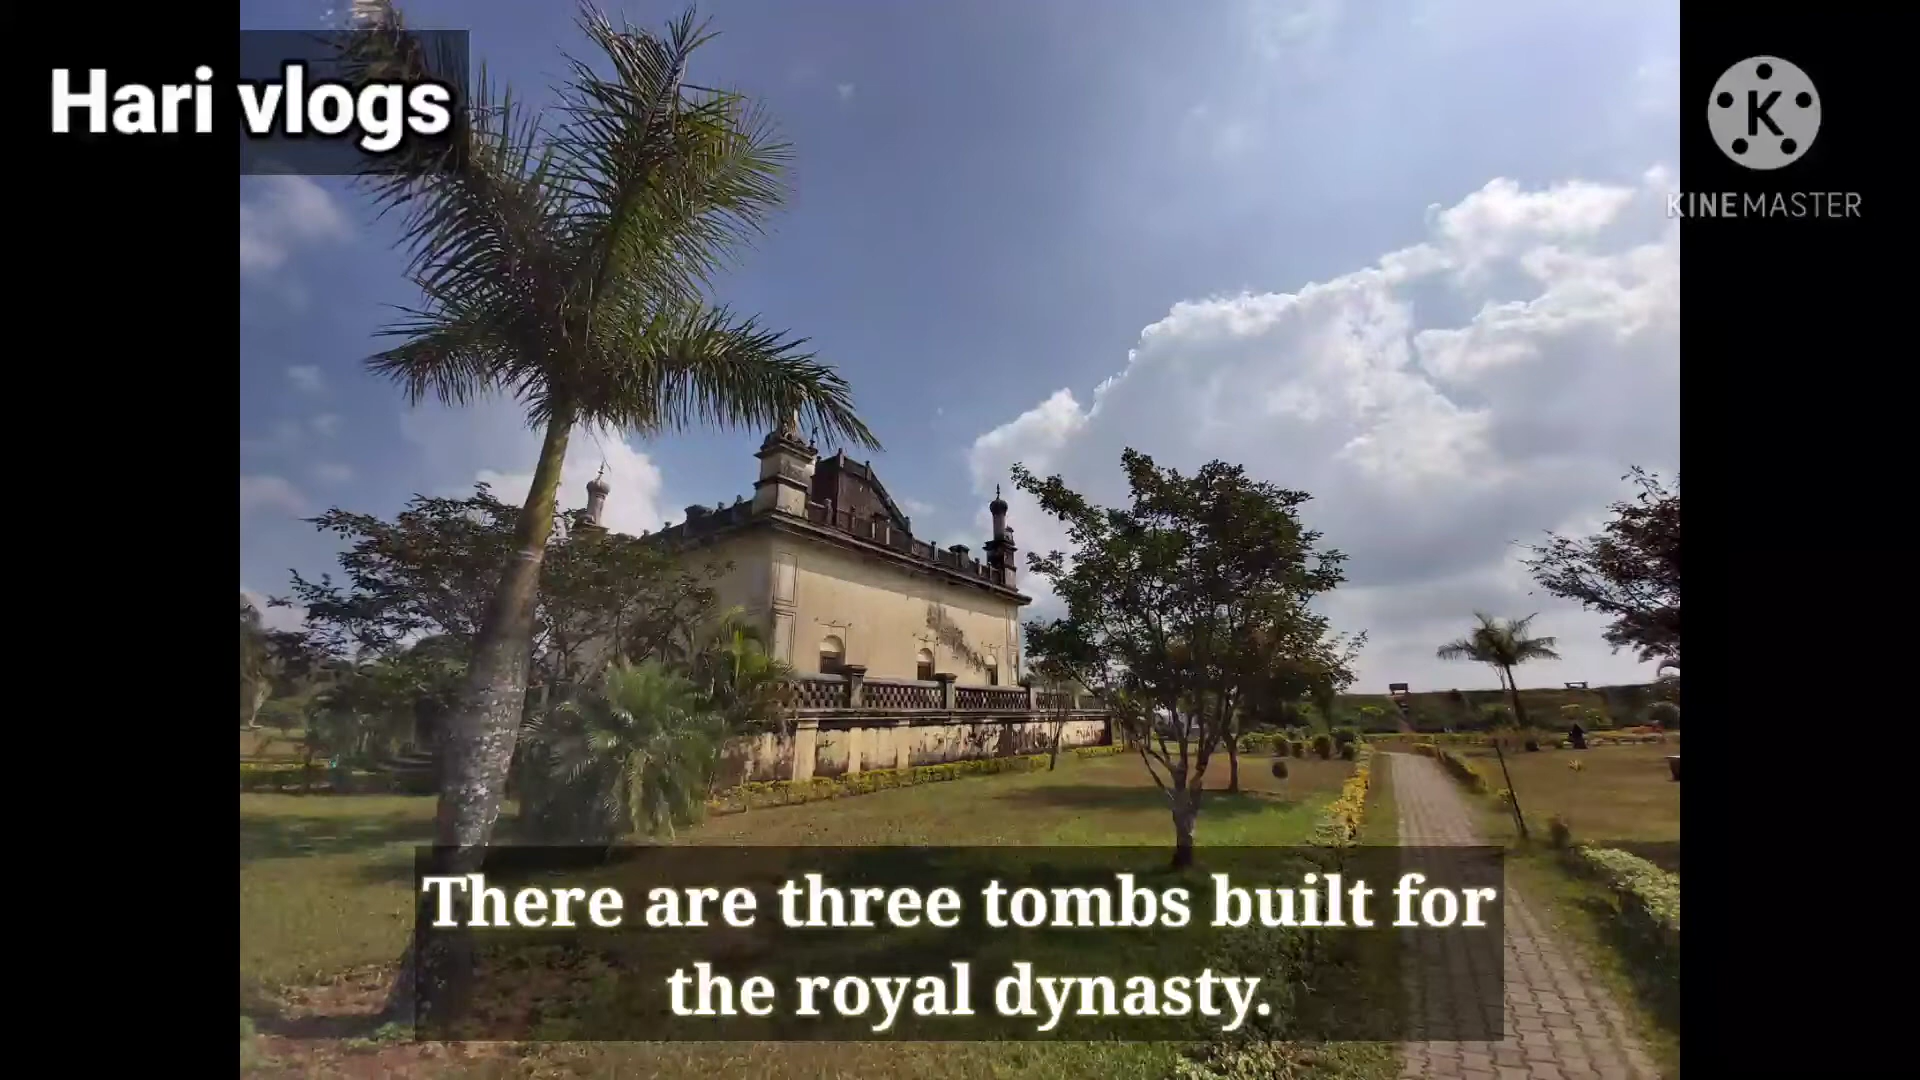 Hari vlogs
K
KINEMASTER
There are three tombs built for
the royal dynasty.